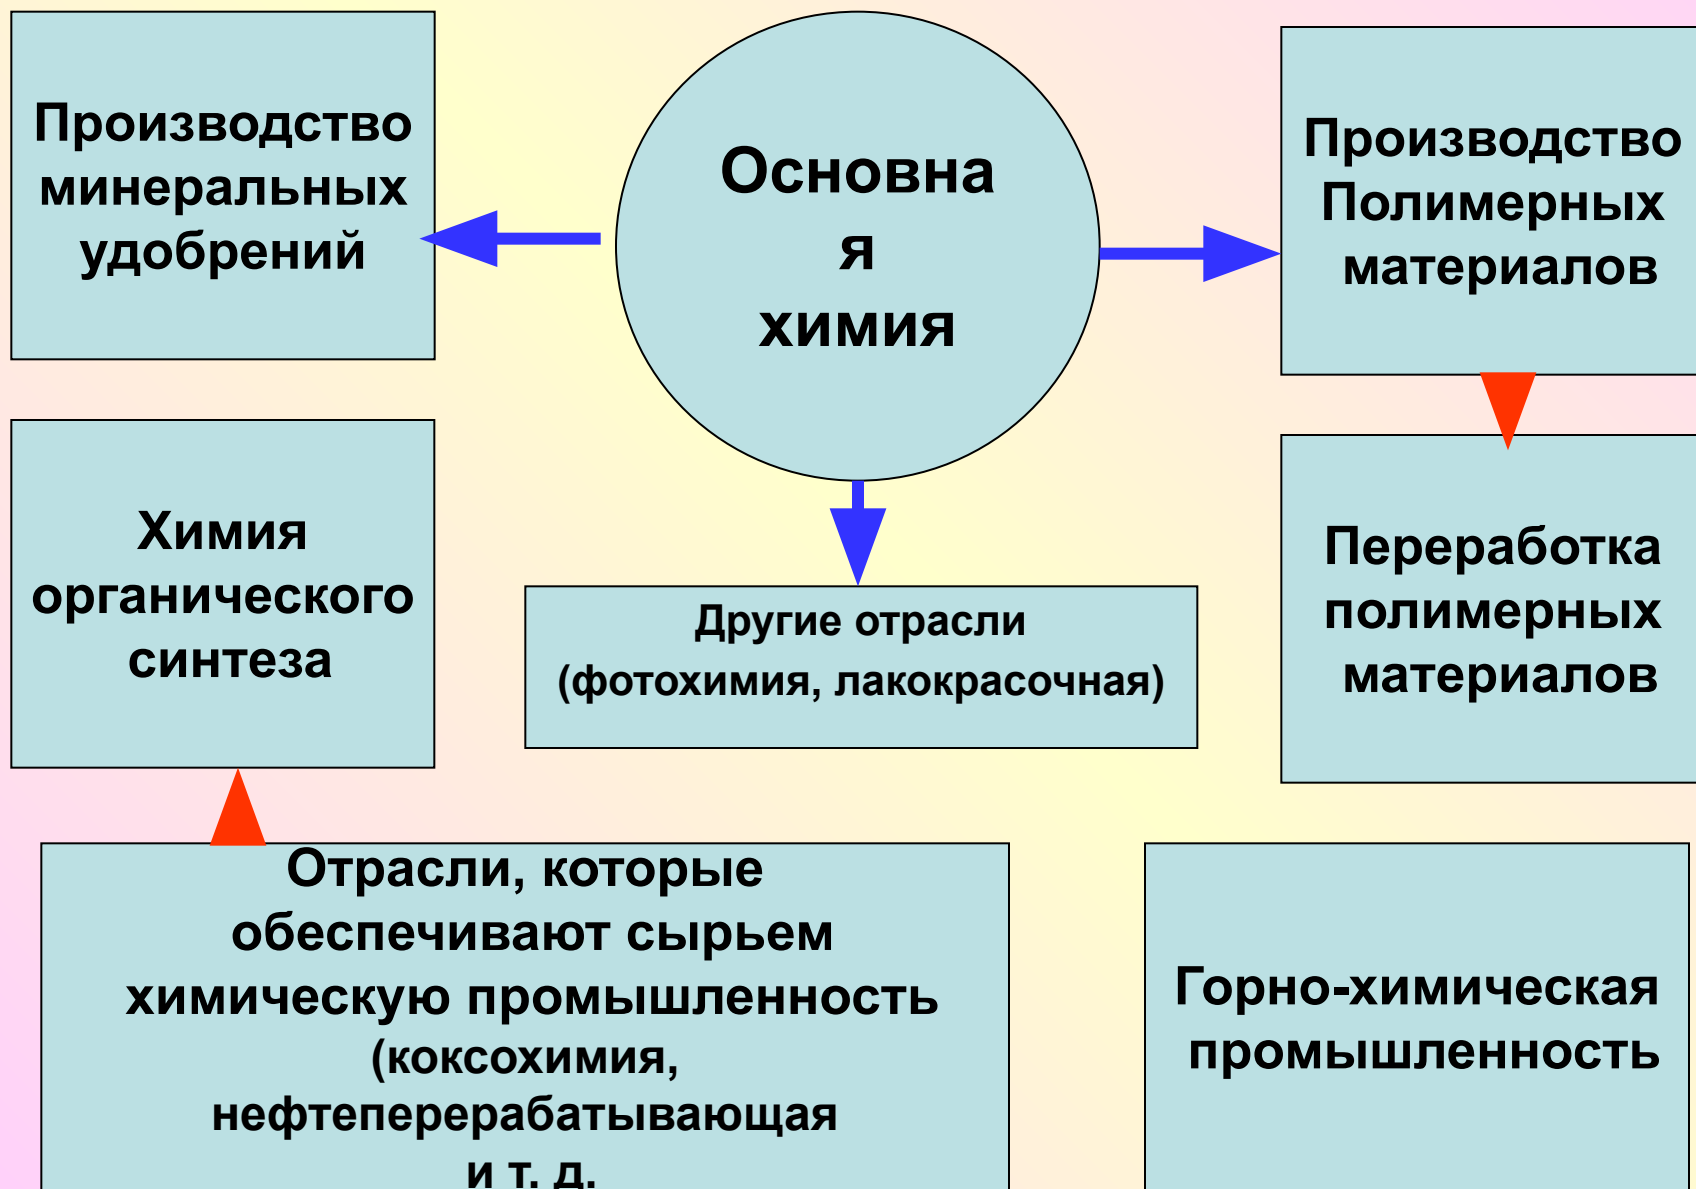 Производство
минеральных
удобрений
Основна
я
химия
Производство
Полимерных
материалов
Химия
органического
синтеза
Другие отрасли
(фотохимия, лакокрасочная)
Переработка
полимерных
материалов
Отрасли, которые
обеспечивают сырьем
химическую промышленность
(коксохимия,
нефтеперерабатывающая
и т. д.
Горно-химическая
промышленность